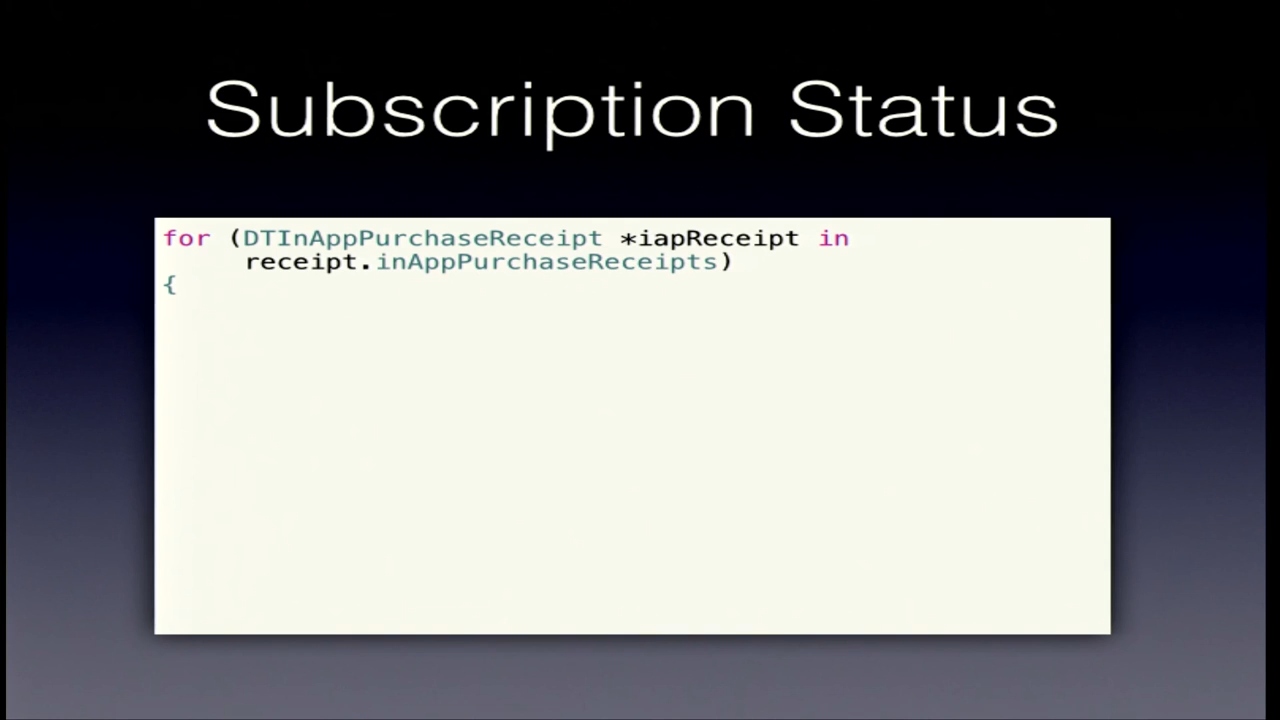 Subscription Status
for (DTInAppPurchaseReceipt *iapReceipt in
receipt.inAppPurchaseReceipts)
{